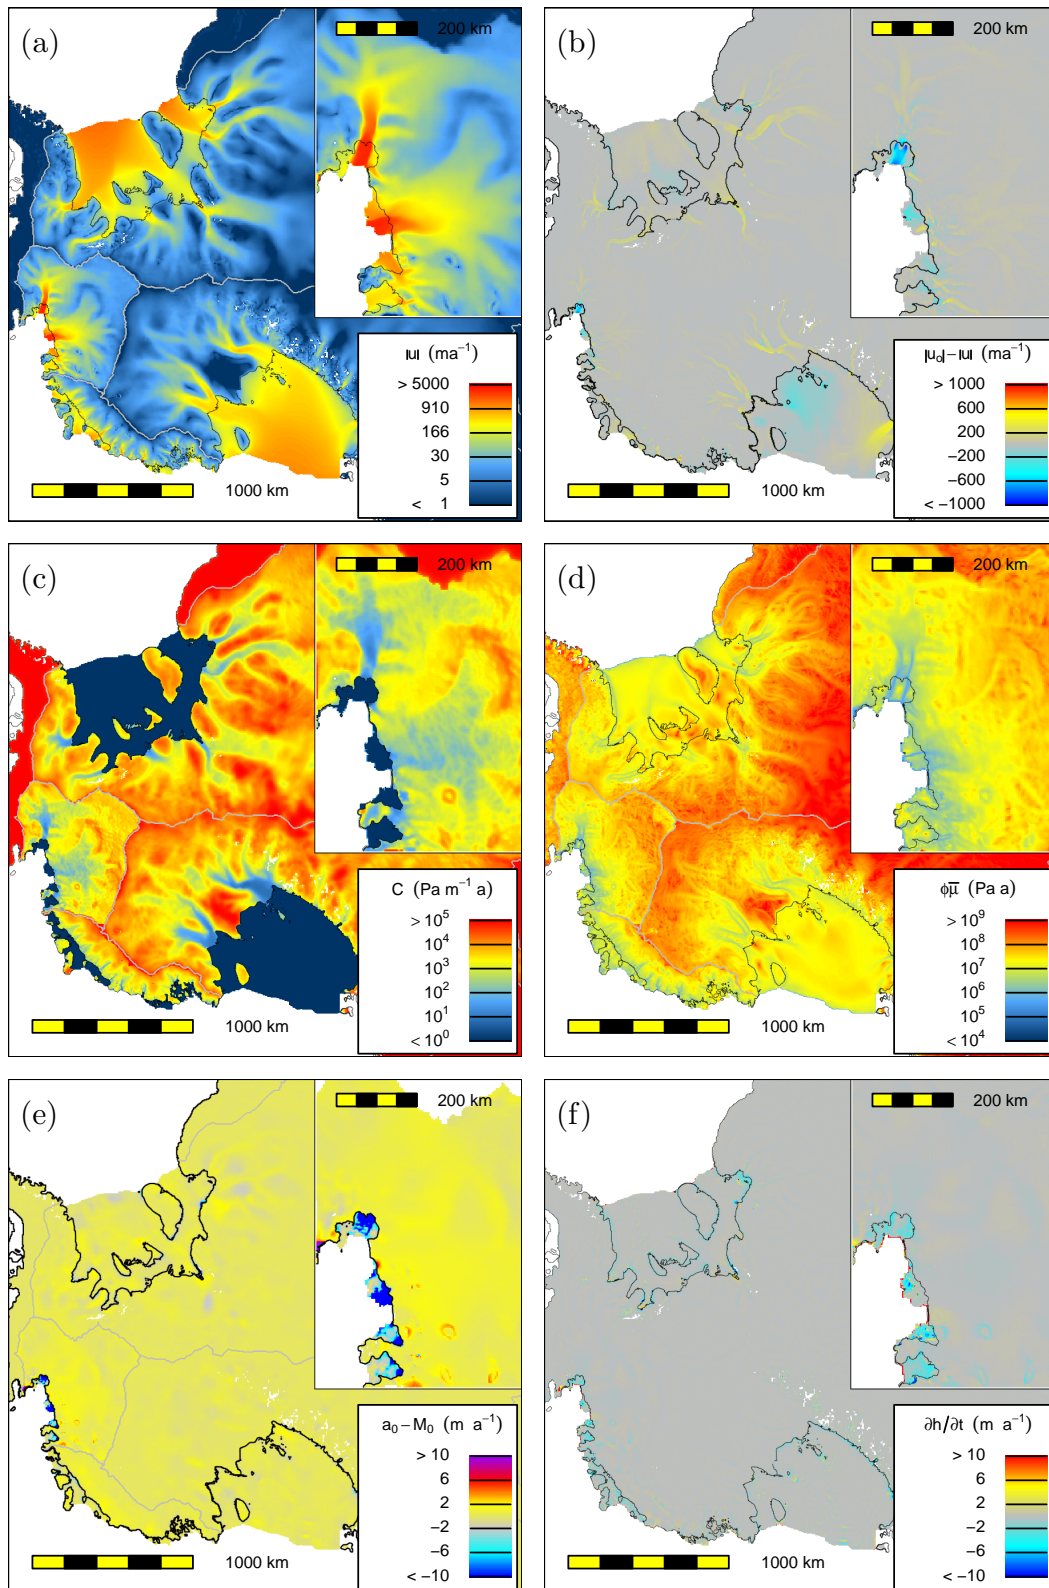 (a)
200 km
|u| (ma⁻¹)
> 5000
910
166
30
5
< 1
1000 km
(b)
200 km
|u₀|−|u| (ma⁻¹)
> 1000
600
200
−200
−600
< −1000
1000 km
(c)
200 km
C (Pa m⁻¹ a)
> 10⁵
10⁴
10³
10²
10¹
< 10⁰
1000 km
(d)
200 km
ϕμ̅ (Pa a)
> 10⁹
10⁸
10⁷
10⁶
10⁵
< 10⁴
1000 km
(e)
200 km
a₀−M₀ (m a⁻¹)
> 10
6
2
−2
−6
< −10
1000 km
(f)
200 km
∂h/∂t (m a⁻¹)
> 10
6
2
−2
−6
< −10
1000 km